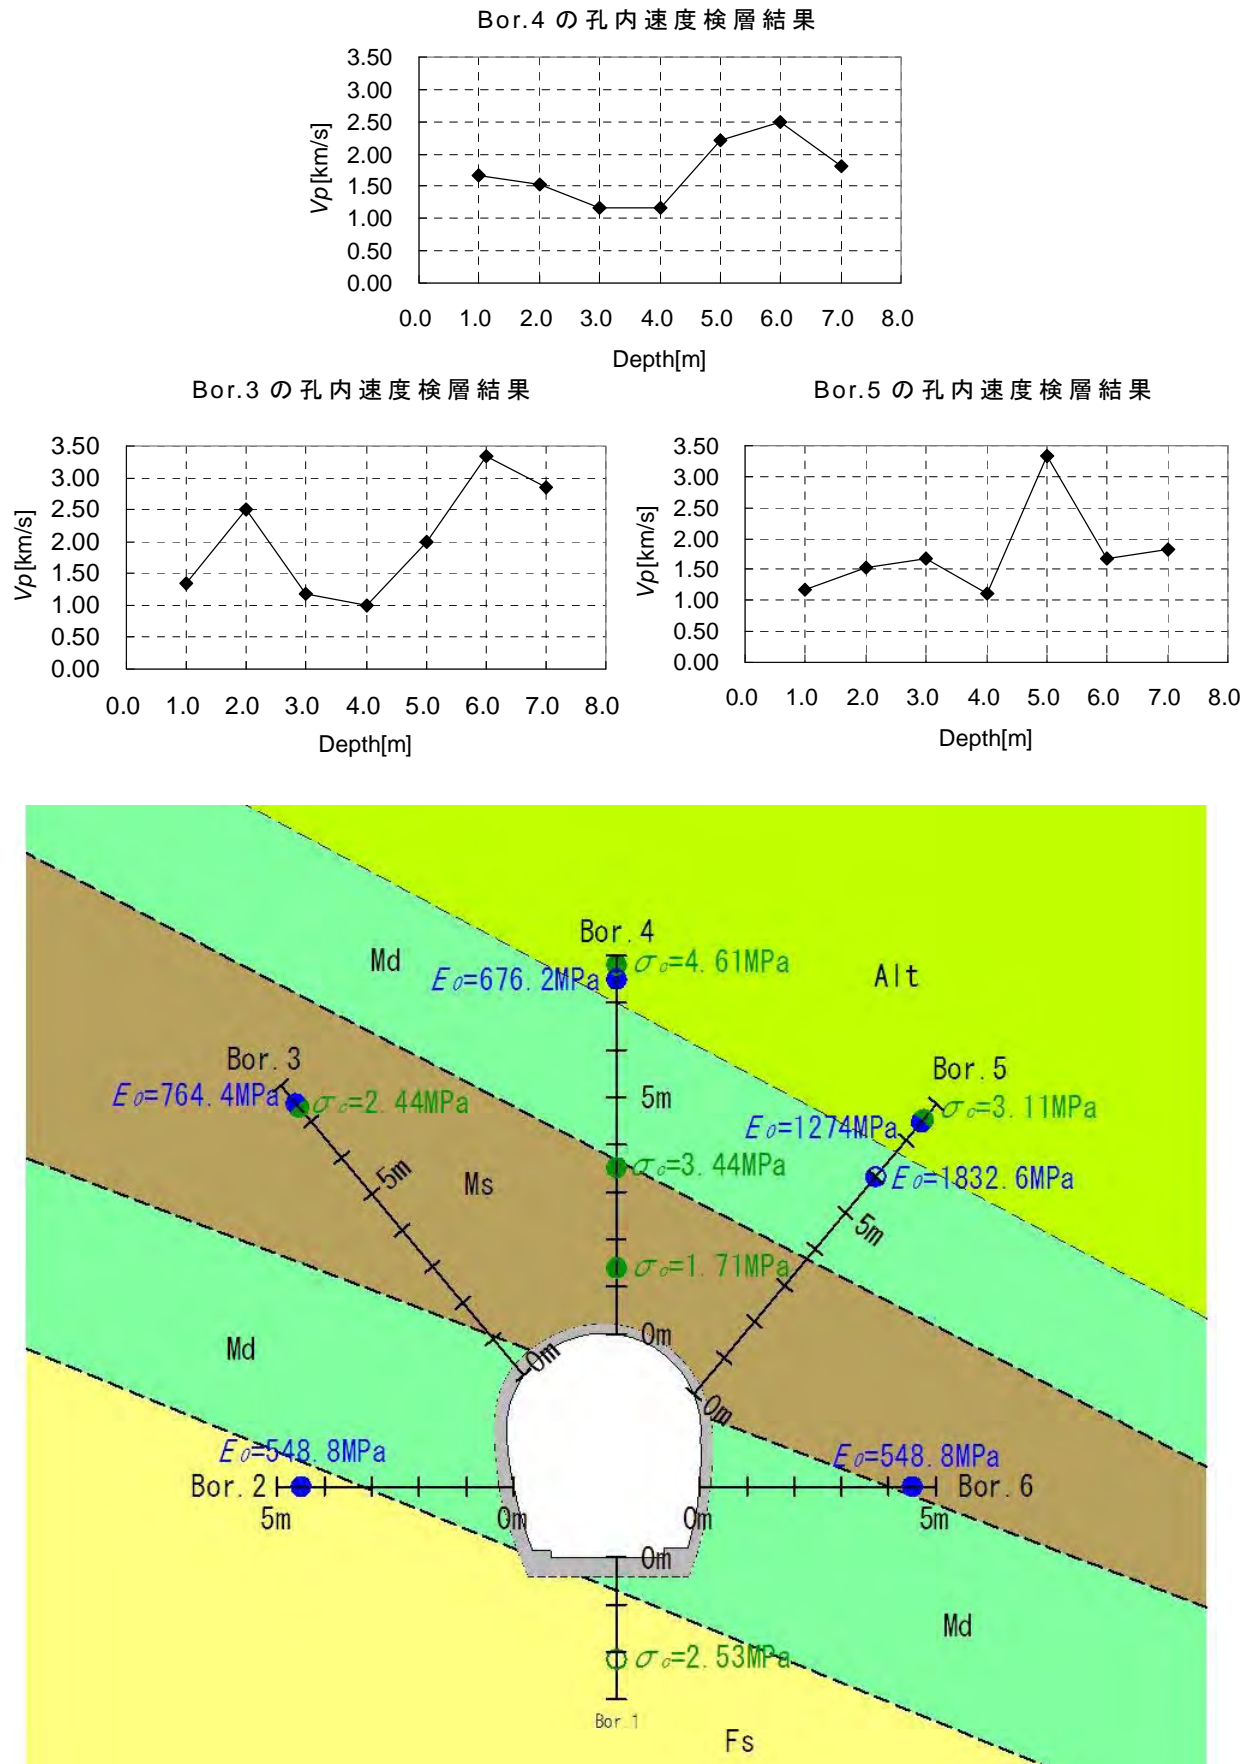 Bor.4 の孔内速度検層結果
3.50
3.00
2.50
2.00
1.50
1.00
0.50
0.00
Vp[km/s]
0.0 1.0 2.0 3.0 4.0 5.0 6.0 7.0 8.0
Depth[m]
Bor.3 の孔内速度検層結果
3.50
3.00
2.50
2.00
1.50
1.00
0.50
0.00
Vp[km/s]
0.0 1.0 2.0 3.0 4.0 5.0 6.0 7.0 8.0
Depth[m]
Bor.5 の孔内速度検層結果
3.50
3.00
2.50
2.00
1.50
1.00
0.50
0.00
Vp[km/s]
0.0 1.0 2.0 3.0 4.0 5.0 6.0 7.0 8.0
Depth[m]
Bor. 4
Md
σc=4.61MPa
E0=676.2MPa
Alt
Bor. 3
Bor. 5
E0=764.4MPa
σc=2.44MPa
5m
σc=3.11MPa
E0=1274MPa
σc=3.44MPa
E0=1832.6MPa
5m
Ms
5m
σc=1.71MPa
0m
Md
0m
0m
E0=548.8MPa
E0=548.8MPa
Bor. 2
Bor. 6
5m
0m
0m
5m
0m
Md
σc=2.53MPa
Bor. 1
Fs